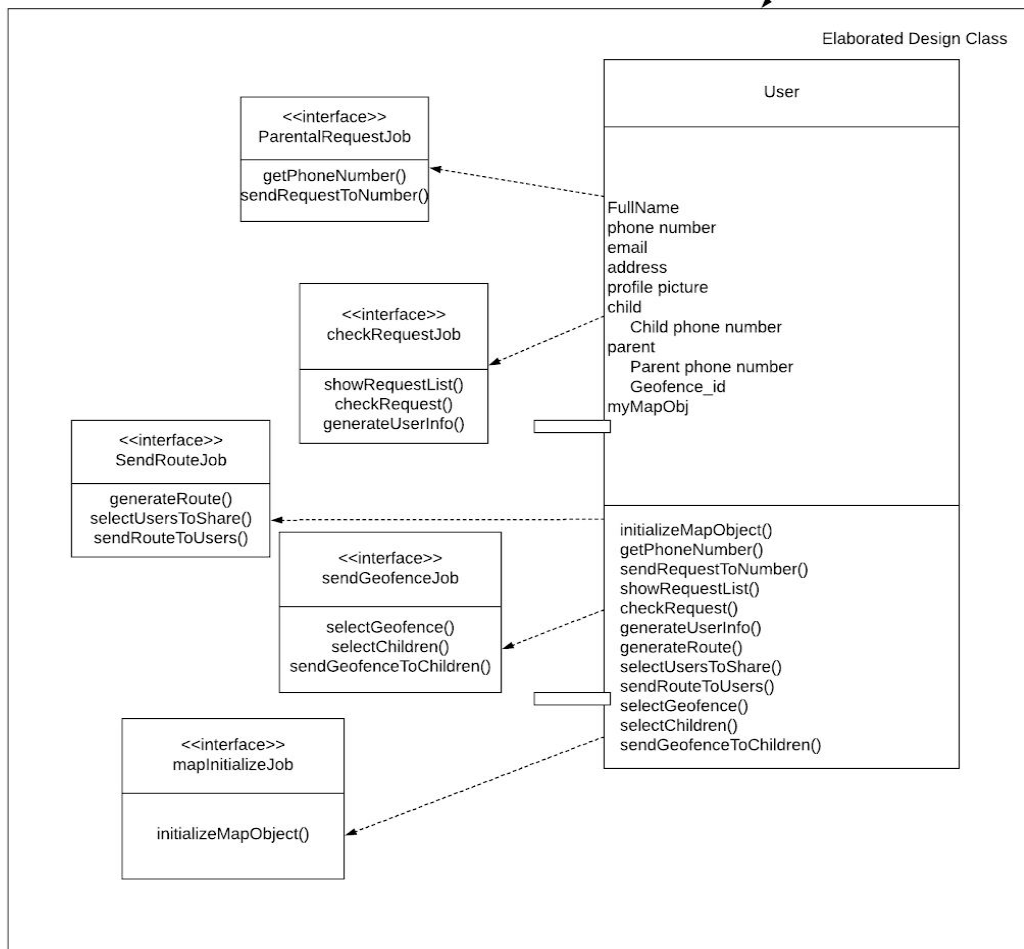 Elaborated Design Class
User
FullName
phone number
email
address
profile picture
child
Child phone number
parent
Parent phone number
Geofence_id
myMapObj
initializeMapObject()
getPhoneNumber()
sendRequestToNumber()
showRequestList()
checkRequest()
generateUserInfo()
generateRoute()
selectUsersToShare()
sendRouteToUsers()
selectGeofence()
selectChildren()
sendGeofenceToChildren()
<<interface>>
ParentalRequestJob
getPhoneNumber()
sendRequestToNumber()
<<interface>>
checkRequestJob
showRequestList()
checkRequest()
generateUserInfo()
<<interface>>
SendRouteJob
generateRoute()
selectUsersToShare()
sendRouteToUsers()
<<interface>>
sendGeofenceJob
selectGeofence()
selectChildren()
sendGeofenceToChildren()
<<interface>>
mapInitializeJob
initializeMapObject()